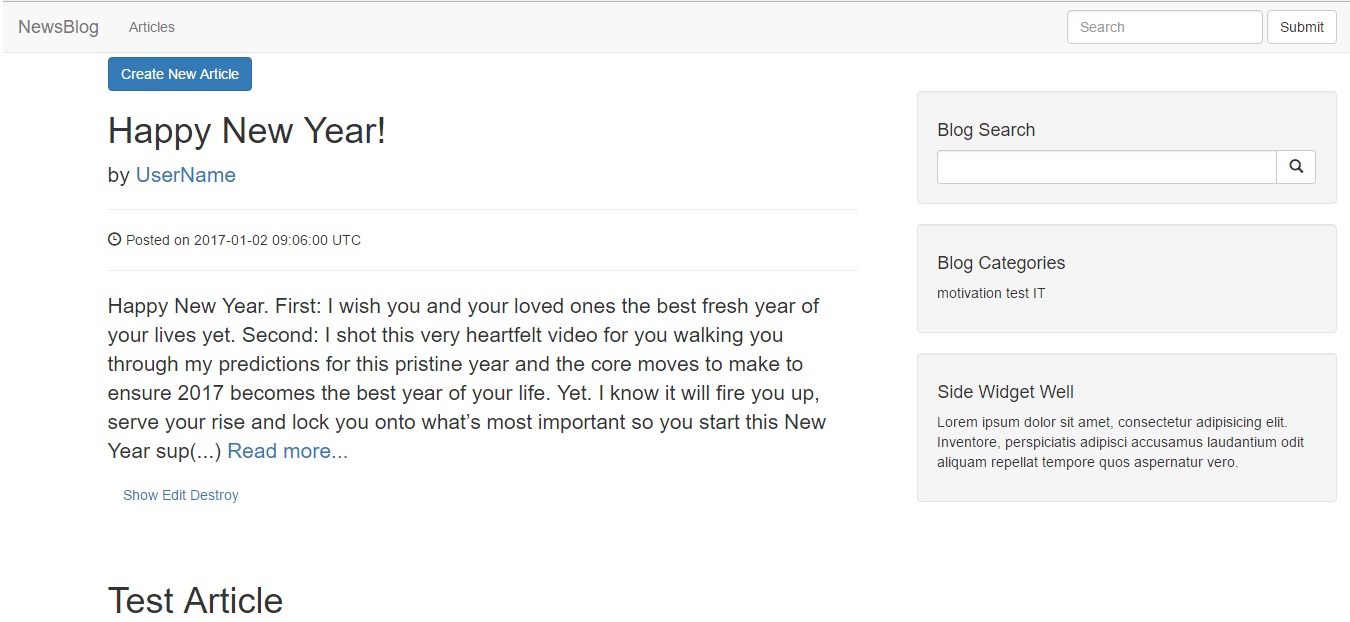 NewsBlog Articles Search Submit
Create New Article
Happy New Year!
by UserName
Posted on 2017-01-02 09:06:00 UTC
Happy New Year. First: I wish you and your loved ones the best fresh year of
your lives yet. Second: I shot this very heartfelt video for you walking you
through my predictions for this pristine year and the core moves to make to
ensure 2017 becomes the best year of your life. Yet. I know it will fire you up,
serve your rise and lock you onto what’s most important so you start this New
Year sup(...) Read more...
Show Edit Destroy
Test Article
Blog Search
Blog Categories
motivation test IT
Side Widget Well
Lorem ipsum dolor sit amet, consectetur adipisicing elit.
Inventore, perspiciatis adipisci accusamus laudantium odit
aliquam repellat tempore quos aspernatur vero.